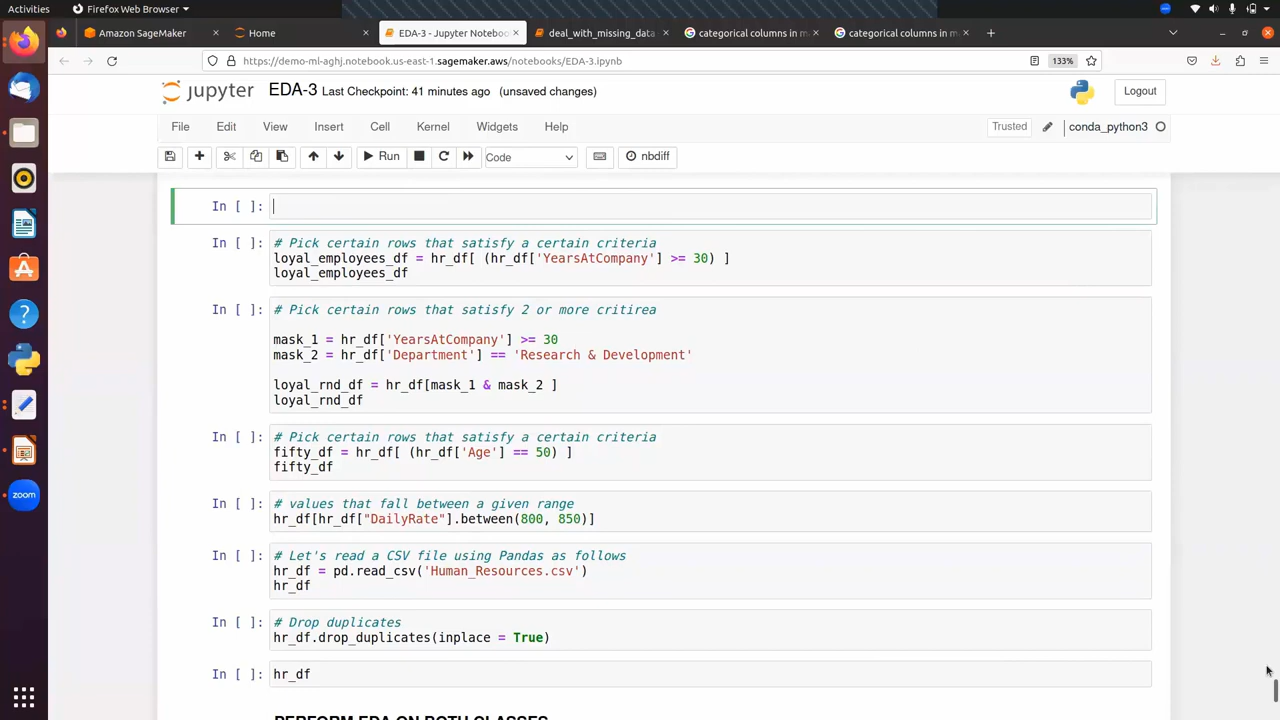 Activities
Firefox Web Browser
Amazon SageMaker
Home
EDA-3 - Jupyter Noteboo
deal_with_missing_data
categorical columns in m
categorical columns in m
https://demo-ml-aghj.notebook.us-east-1.sagemaker.aws/notebooks/EDA-3.ipynb
133%
jupyter EDA-3 Last Checkpoint: 41 minutes ago (unsaved changes)
Logout
File Edit View Insert Cell Kernel Widgets Help
Trusted
conda_python3
Run
Code
nbdiff
In [ ]:
In [ ]: # Pick certain rows that satisfy a certain criteria
loyal_employees_df = hr_df[ (hr_df['YearsAtCompany'] >= 30) ]
loyal_employees_df
In [ ]: # Pick certain rows that satisfy 2 or more critirea
mask_1 = hr_df['YearsAtCompany'] >= 30
mask_2 = hr_df['Department'] == 'Research & Development'
loyal_rnd_df = hr_df[mask_1 & mask_2 ]
loyal_rnd_df
In [ ]: # Pick certain rows that satisfy a certain criteria
fifty_df = hr_df[ (hr_df['Age'] == 50) ]
fifty_df
In [ ]: # values that fall between a given range
hr_df[hr_df["DailyRate"].between(800, 850)]
In [ ]: # Let's read a CSV file using Pandas as follows
hr_df = pd.read_csv('Human_Resources.csv')
hr_df
In [ ]: # Drop duplicates
hr_df.drop_duplicates(inplace = True)
In [ ]: hr_df
PERFORM EDA ON BOTH CLASSES
zoom